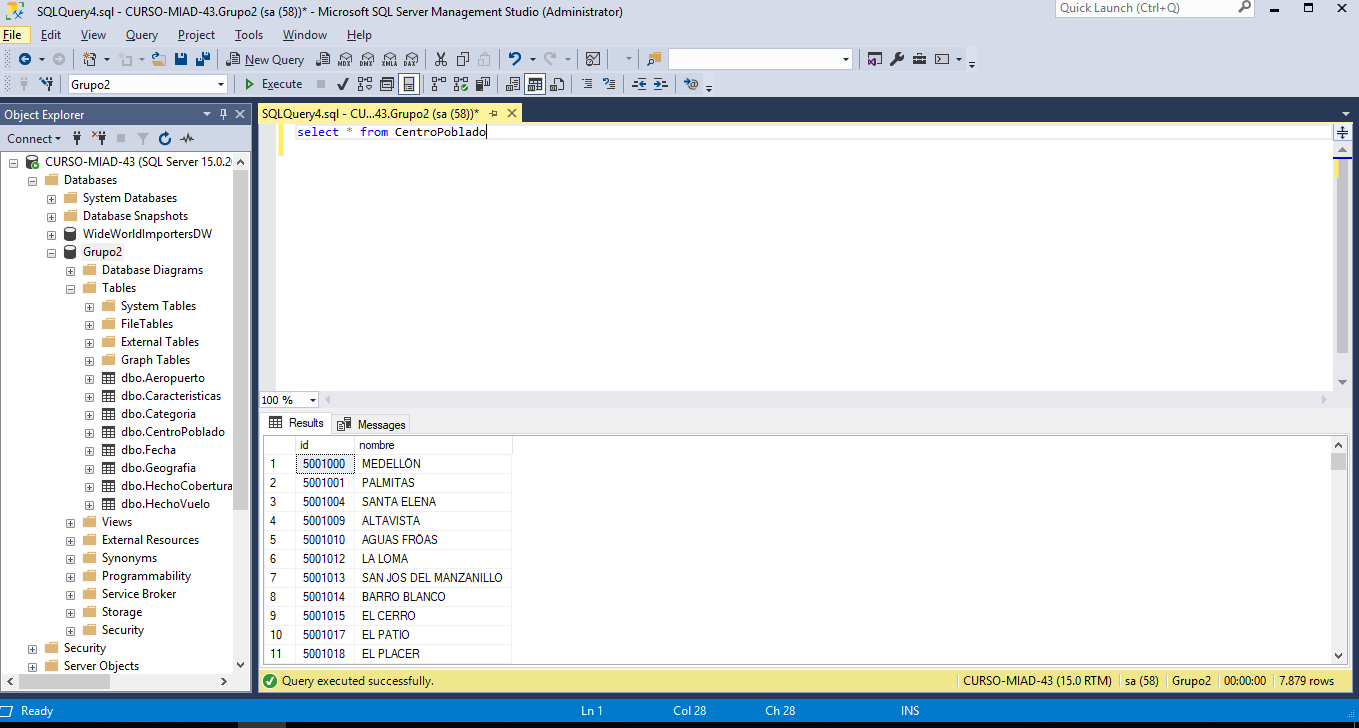 SQLQuery4.sql - CURSO-MIAD-43.Grupo2 (sa (58))* - Microsoft SQL Server Management Studio (Administrator)
Quick Launch (Ctrl+Q)
File Edit View Query Project Tools Window Help
New Query
MDX DMX XMLA DAX
Grupo2 Execute
Object Explorer
SQLQuery4.sql - CU...43.Grupo2 (sa (58))*
select * from CentroPoblado
Connect
CURSO-MIAD-43 (SQL Server 15.0.20
Databases
System Databases
Database Snapshots
WideWorldImportersDW
Grupo2
Database Diagrams
Tables
System Tables
FileTables
External Tables
Graph Tables
dbo.Aeropuerto
dbo.Caracteristicas
dbo.Categoria
dbo.CentroPoblado
dbo.Fecha
dbo.Geografia
dbo.HechoCobertura
dbo.HechoVuelo
Views
External Resources
Synonyms
Programmability
Service Broker
Storage
Security
Security
Server Objects
100 %
Results Messages
id nombre
1 5001000 MEDELLÖN
2 5001001 PALMITAS
3 5001004 SANTA ELENA
4 5001009 ALTAVISTA
5 5001010 AGUAS FRÖAS
6 5001012 LA LOMA
7 5001013 SAN JOS DEL MANZANILLO
8 5001014 BARRO BLANCO
9 5001015 EL CERRO
10 5001017 EL PATIO
11 5001018 EL PLACER
Query executed successfully. CURSO-MIAD-43 (15.0 RTM) sa (58) Grupo2 00:00:00 7.879 rows
Ready Ln 1 Col 28 Ch 28 INS